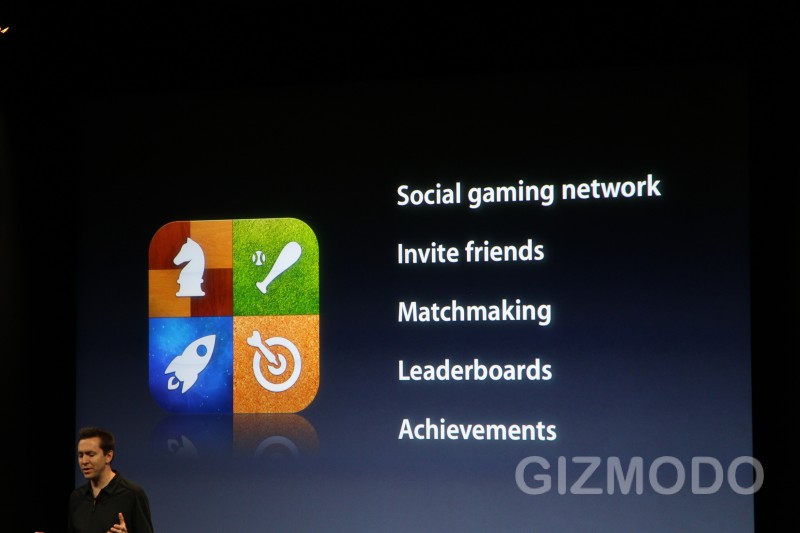 Social gaming network
Invite friends
Matchmaking
Leaderboards
Achievements
GIZMODO